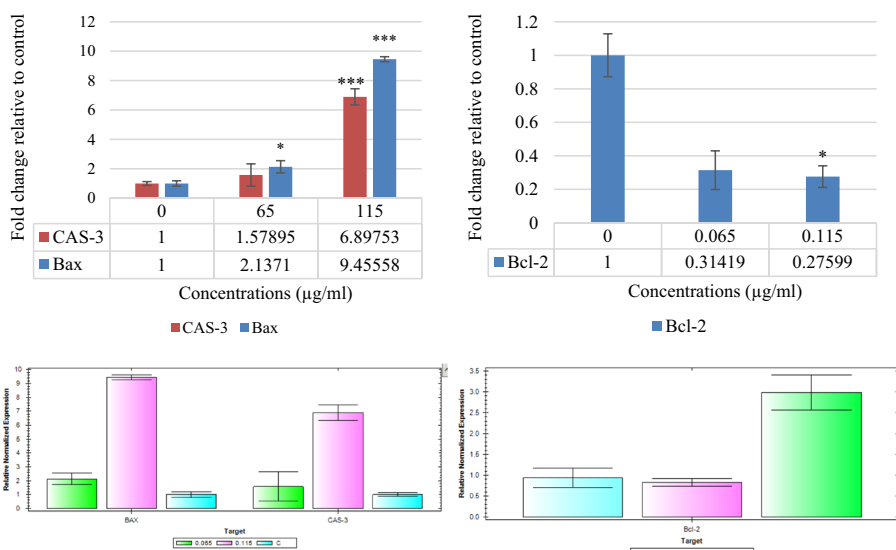 Fold change relative to control
12
10
8
6
4
2
0
***
***
*
0 65 115
CAS-3 1 1.57895 6.89753
Bax 1 2.1371 9.45558
Concentrations (µg/ml)
CAS-3 Bax
Fold change relative to control
1.2
1
0.8
0.6
0.4
0.2
0
*
0 0.065 0.115
Bcl-2 1 0.31419 0.27599
Concentrations (µg/ml)
Bcl-2
Relative Normalized Expression
10
9
7
6
5
4
3
2
1
0
BAX CAS-3
Target
0.065 0.115 C
Relative Normalized Expression
3.5
3.0
2.5
2.0
1.5
1.0
0.5
0.0
Bcl-2
Target